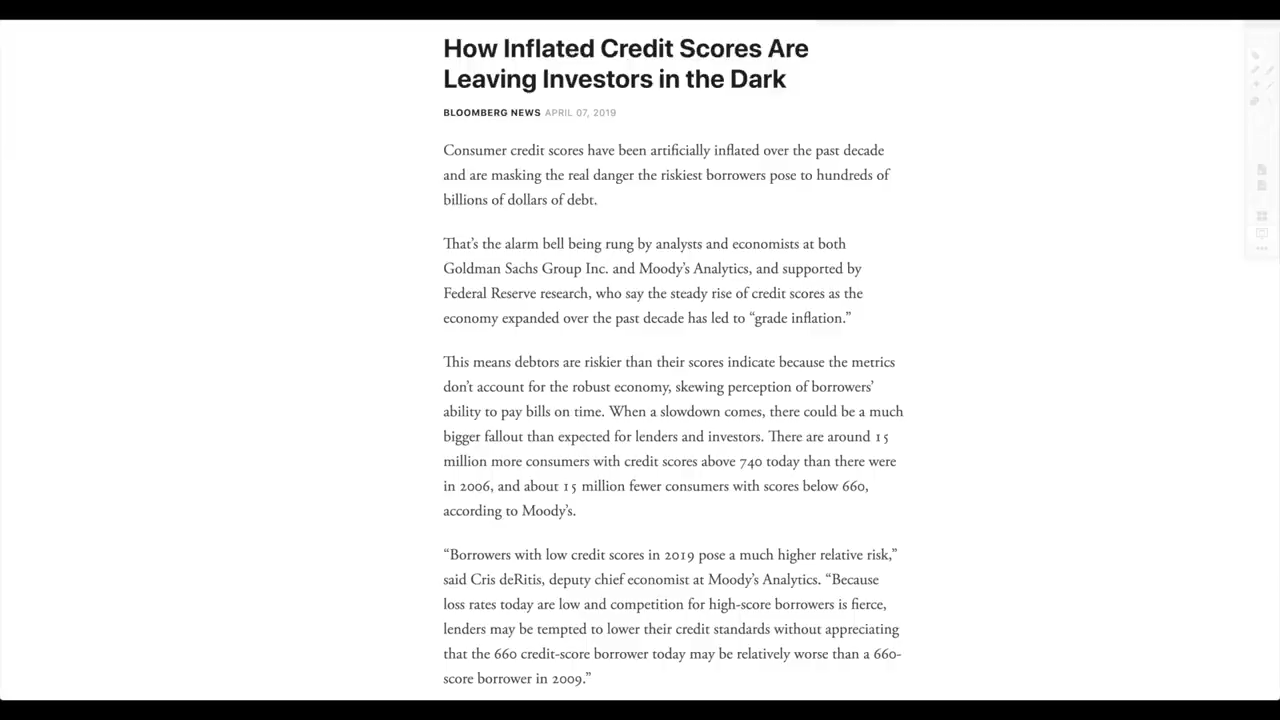 How Inflated Credit Scores Are
Leaving Investors in the Dark
BLOOMBERG NEWS APRIL 07, 2019
Consumer credit scores have been artificially inflated over the past decade
and are masking the real danger the riskiest borrowers pose to hundreds of
billions of dollars of debt.
That’s the alarm bell being rung by analysts and economists at both
Goldman Sachs Group Inc. and Moody’s Analytics, and supported by
Federal Reserve research, who say the steady rise of credit scores as the
economy expanded over the past decade has led to “grade inflation.”
This means debtors are riskier than their scores indicate because the metrics
don’t account for the robust economy, skewing perception of borrowers’
ability to pay bills on time. When a slowdown comes, there could be a much
bigger fallout than expected for lenders and investors. There are around 15
million more consumers with credit scores above 740 today than there were
in 2006, and about 15 million fewer consumers with scores below 660,
according to Moody’s.
“Borrowers with low credit scores in 2019 pose a much higher relative risk,”
said Cris deRitis, deputy chief economist at Moody’s Analytics. “Because
loss rates today are low and competition for high-score borrowers is fierce,
lenders may be tempted to lower their credit standards without appreciating
that the 660 credit-score borrower today may be relatively worse than a 660-
score borrower in 2009.”